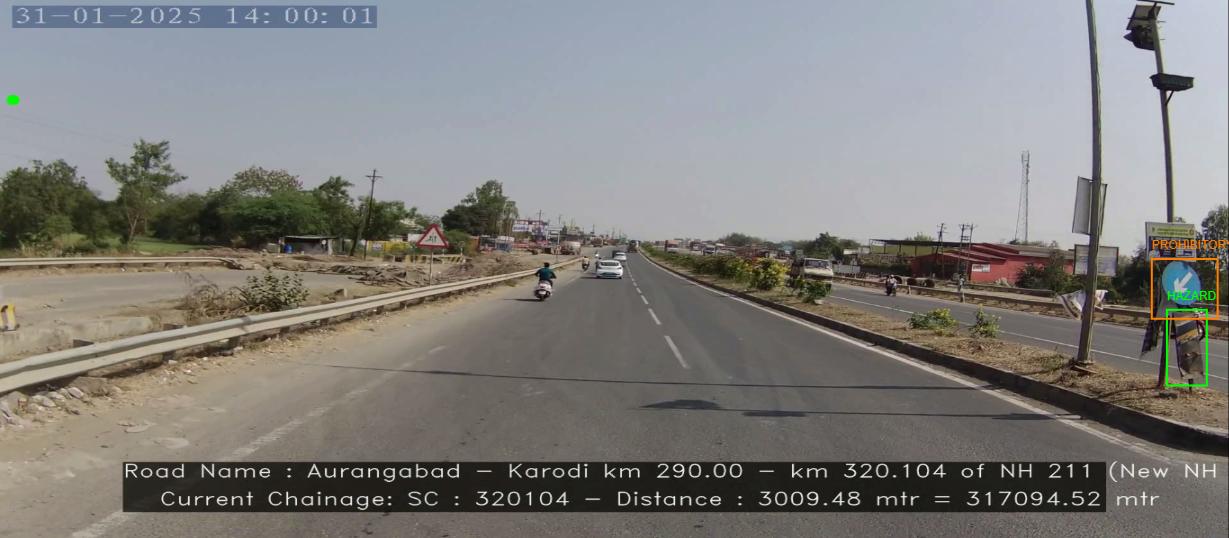 31-01-2025 14:00:01
PROHIBITOR
HAZARD
Road Name : Aurangabad - Karodi km 290.00 - km 320.104 of NH 211 (New NH
Current Chainage: SC : 320104 - Distance : 3009.48 mtr = 317094.52 mtr